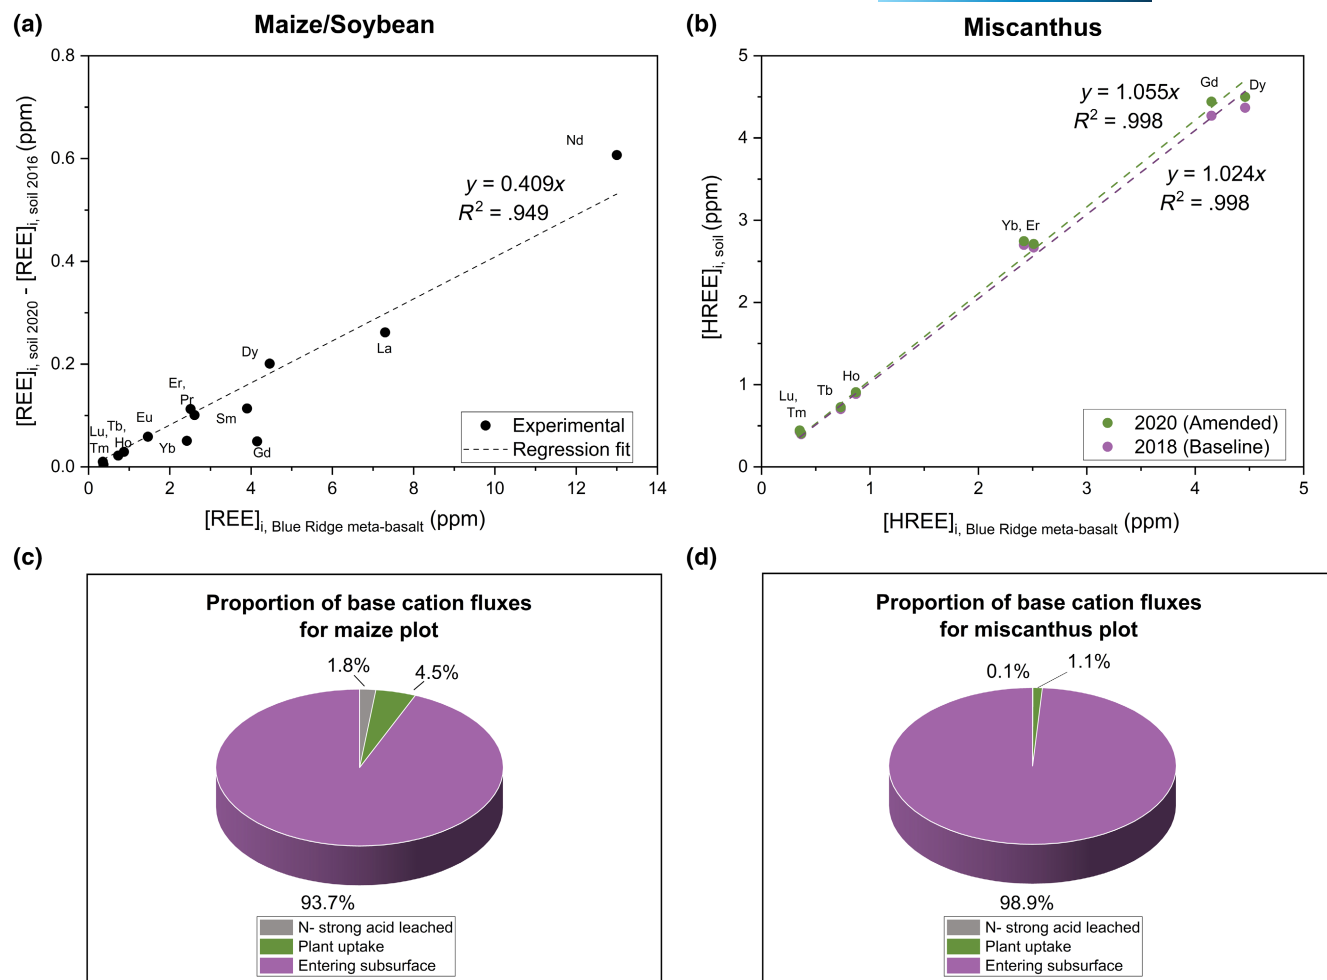 (a)
Maize/Soybean
[REE]i, soil 2020 - [REE]i, soil 2016 (ppm)
0.8
0.6
0.4
0.2
0.0
Nd
y = 0.409x
R² = .949
La
Dy
Er,
Pr
Sm
Eu
Lu,
Tb,
Tm
Ho
Yb
Gd
Experimental
Regression fit
0
2
4
6
8
10
12
14
[REE]i, Blue Ridge meta-basalt (ppm)
(b)
Miscanthus
[HREE]i, soil (ppm)
5
4
3
2
1
0
y = 1.055x
R² = .998
Gd
Dy
y = 1.024x
R² = .998
Yb, Er
Ho
Tb
Lu,
Tm
2020 (Amended)
2018 (Baseline)
0
1
2
3
4
5
[HREE]i, Blue Ridge meta-basalt (ppm)
(c)
Proportion of base cation fluxes
for maize plot
1.8%
4.5%
93.7%
N- strong acid leached
Plant uptake
Entering subsurface
(d)
Proportion of base cation fluxes
for miscanthus plot
0.1%
1.1%
98.9%
N- strong acid leached
Plant uptake
Entering subsurface